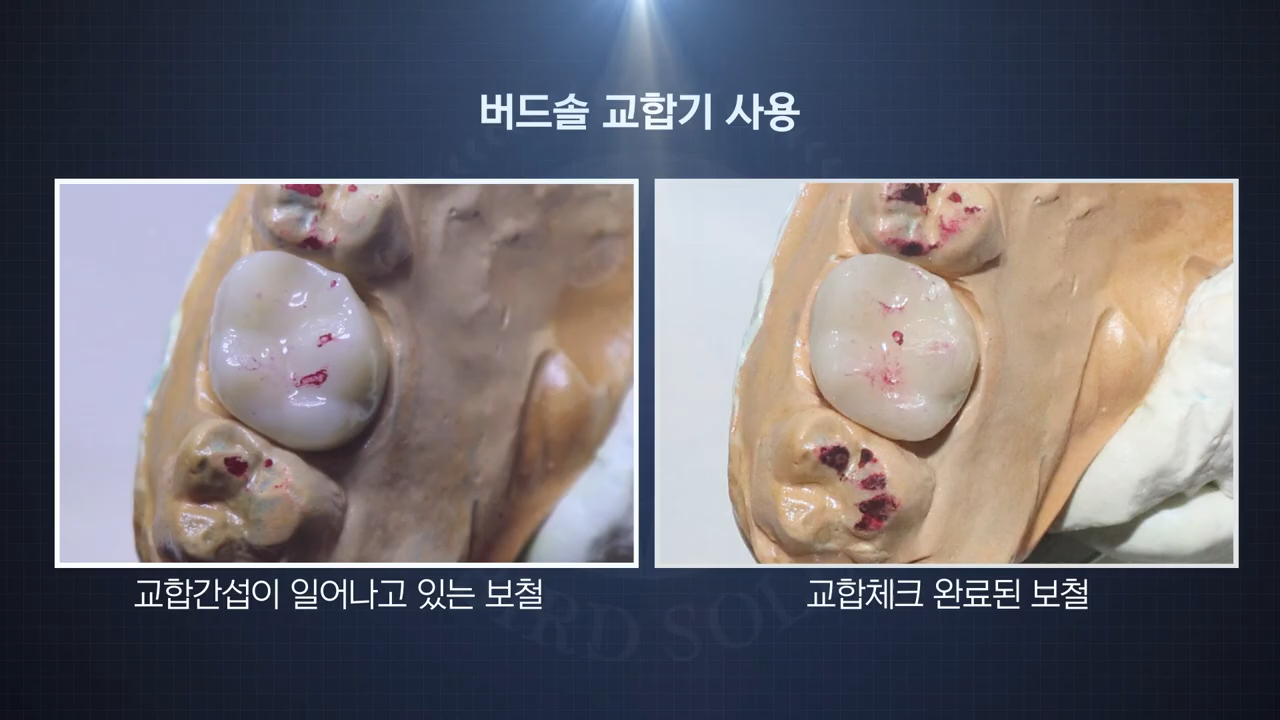 버드솔 교합기 사용
교합간섭이 일어나고 있는 보철
교합체크 완료된 보철